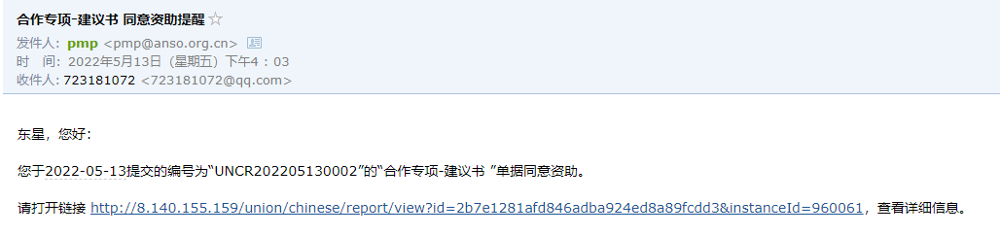 合作专项-建议书 同意资助提醒☆
发件人：pmp <pmp@anso.org.cn>
时 间：2022年5月13日（星期五）下午4：03
收件人：723181072 <723181072@qq.com>
东星，您好：
您于2022-05-13提交的编号为“UNCR202205130002”的“合作专项-建议书 ”单据同意资助。
请打开链接 http://8.140.155.159/union/chinese/report/view?id=2b7e1281afd846adba924ed8a89fcdd3&instanceId=960061，查看详细信息。